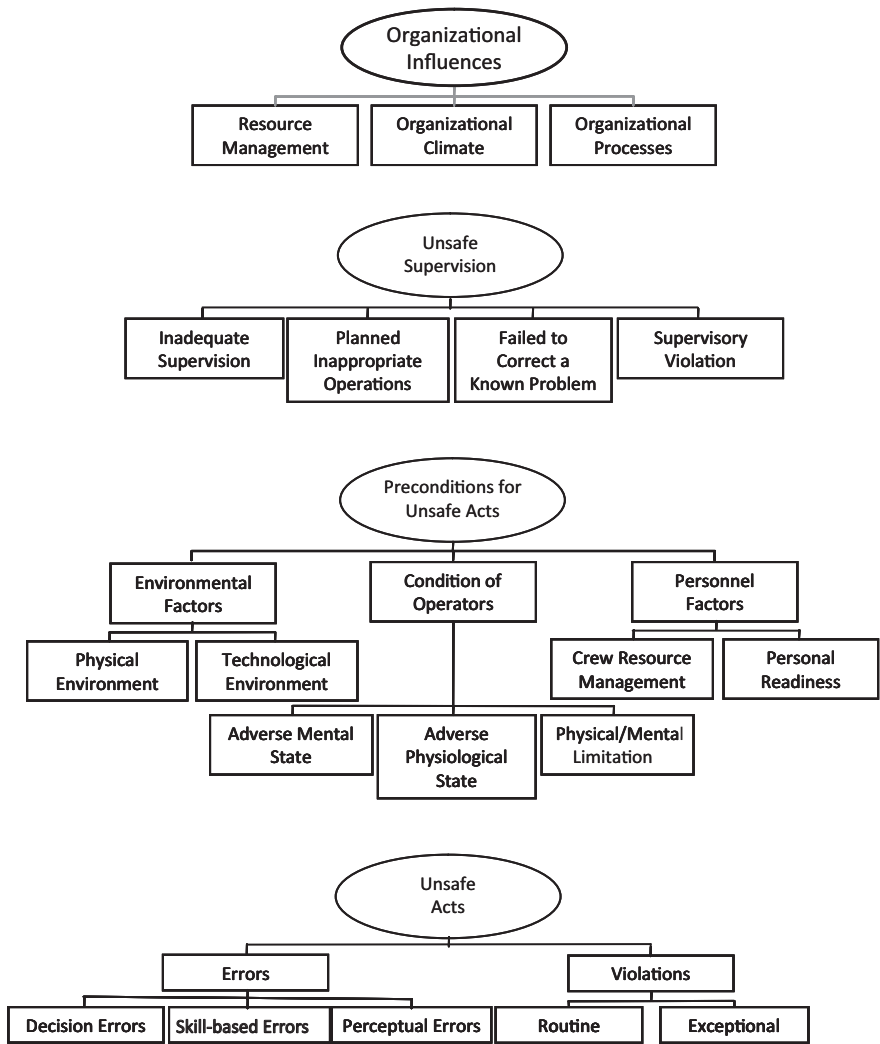 Organizational
Influences
Resource
Management
Organizational
Climate
Organizational
Processes
Unsafe
Supervision
Inadequate
Supervision
Planned
Inappropriate
Operations
Failed to
Correct a
Known Problem
Supervisory
Violation
Preconditions for
Unsafe Acts
Environmental
Factors
Condition of
Operators
Personnel
Factors
Physical
Environment
Technological
Environment
Crew Resource
Management
Personal
Readiness
Adverse Mental
State
Adverse
Physiological
State
Physical/Mental
Limitation
Unsafe
Acts
Errors
Violations
Decision Errors
Skill-based Errors
Perceptual Errors
Routine
Exceptional